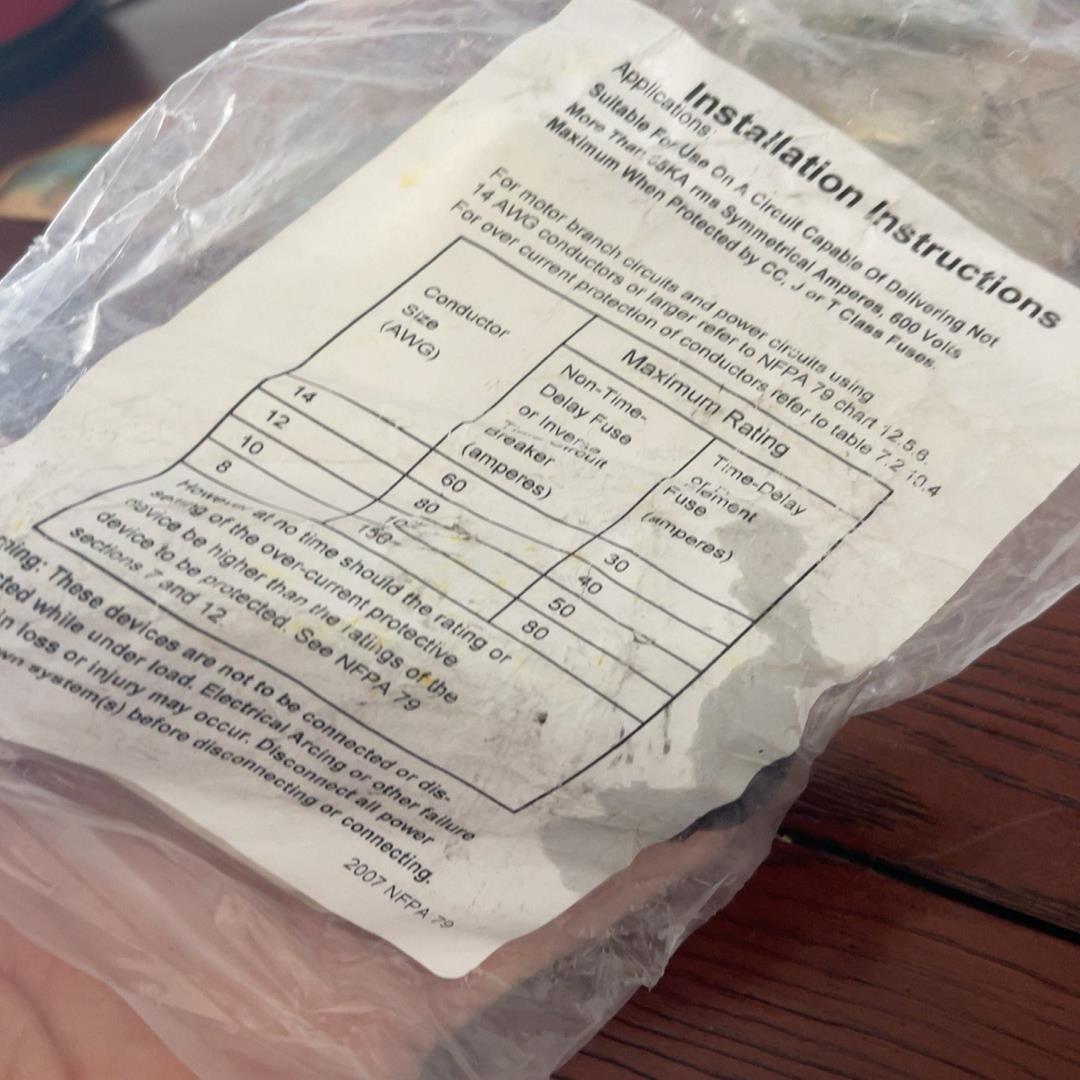 Installation Instructions
Applications:
Suitable For Use On A Circuit Capable Of Delivering Not
More Than 65KA rms Symmetrical Amperes, 600 Volts
Maximum When Protected by CC, J or T Class Fuses.
For motor branch circuits and power circuits using
14 AWG conductors or larger refer to NFPA 79 chart 12.5.6.
For over current protection of conductors refer to table 7.2.10.4
Conductor
Size
(AWG)
Maximum Rating
Non-Time-
Delay Fuse
or Inverse
Time Circuit
Breaker
(amperes)
Time-Delay
or
Fuse
(amperes)
14 60 30
12 80 40
10 50
8 150 80
However at no time should the rating or
setting of the over-current protective
device be higher than the ratings of the
device to be protected. See NFPA 79
sections 7 and 12
These devices are not to be connected or dis-
while under load. Electrical Arcing or other failure
loss or injury may occur. Disconnect all power
system(s) before disconnecting or connecting.
2007 NFPA 79